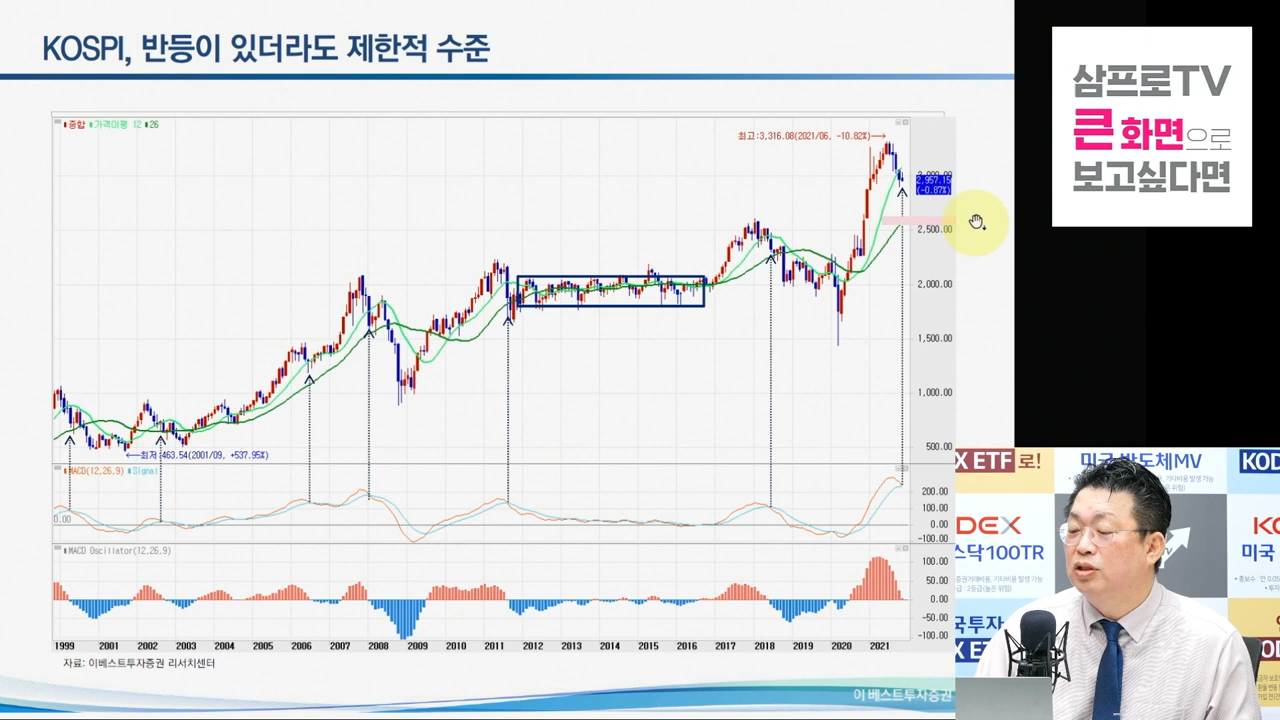 KOSPI, 반등이 있더라도 제한적 수준
삼프로TV
큰 화면으로
보고싶다면
종합 가격이평 12 26
최고:3,316.08(2021/06, -10.82%)→
3,000.00
2,957.15
(-0.87%)
2,500.00
2,000.00
1,500.00
1,000.00
500.00
←최저:463.54(2001/09, +537.95%)
MACD(12,26,9) Signal
200.00
100.00
0.00
0.00
-100.00
MACD Oscillator(12,26,9)
100.00
50.00
0.00
-50.00
-100.00
1999 2001 2002 2003 2004 2005 2006 2007 2008 2009 2010 2011 2012 2013 2014 2015 2016 2017 2018 2019 2020 2021
자료: 이베스트투자증권 리서치센터
이베스트투자증권
X ETF 로!
미국 반도체MV
KOD
DEX
스닥100TR
미국
국투자
X E